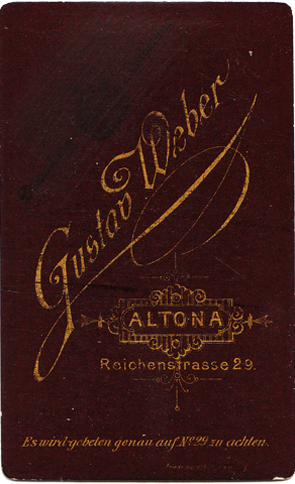 Gustav Weber
ALTONA
Reichenstrasse 29.
Es wird gebeten genau auf No. 29 zu achten.